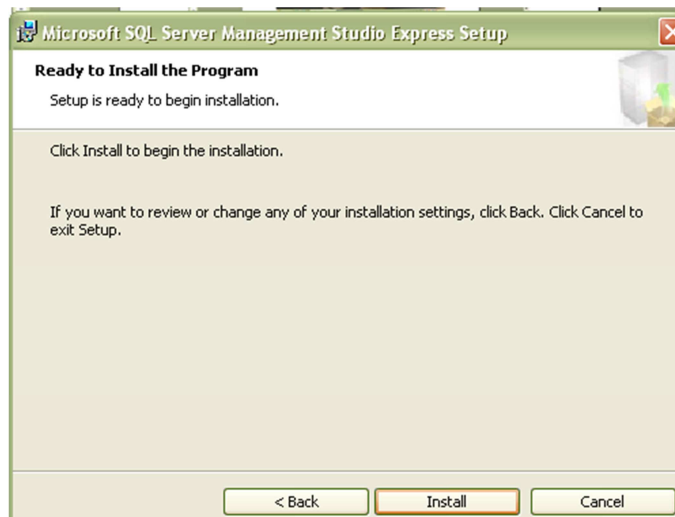 Microsoft SQL Server Management Studio Express Setup
Ready to Install the Program
Setup is ready to begin installation.
Click Install to begin the installation.
If you want to review or change any of your installation settings, click Back. Click Cancel to
exit Setup.
< Back Install Cancel